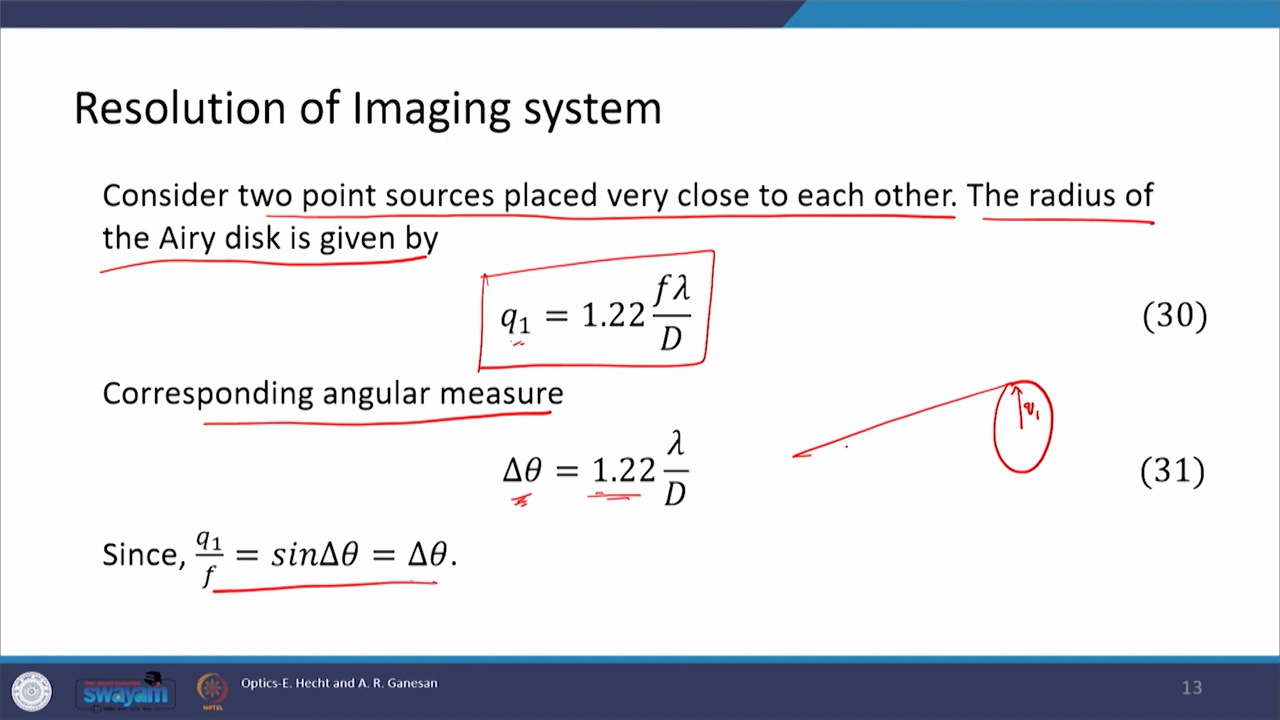 Resolution of Imaging system
Consider two point sources placed very close to each other. The radius of
the Airy disk is given by
q₁ = 1.22 fλ/D (30)
Corresponding angular measure
q₁
Δθ = 1.22 λ/D (31)
Since, q₁/f = sinΔθ = Δθ.
swayam
NPTEL
Optics-E. Hecht and A. R. Ganesan
13